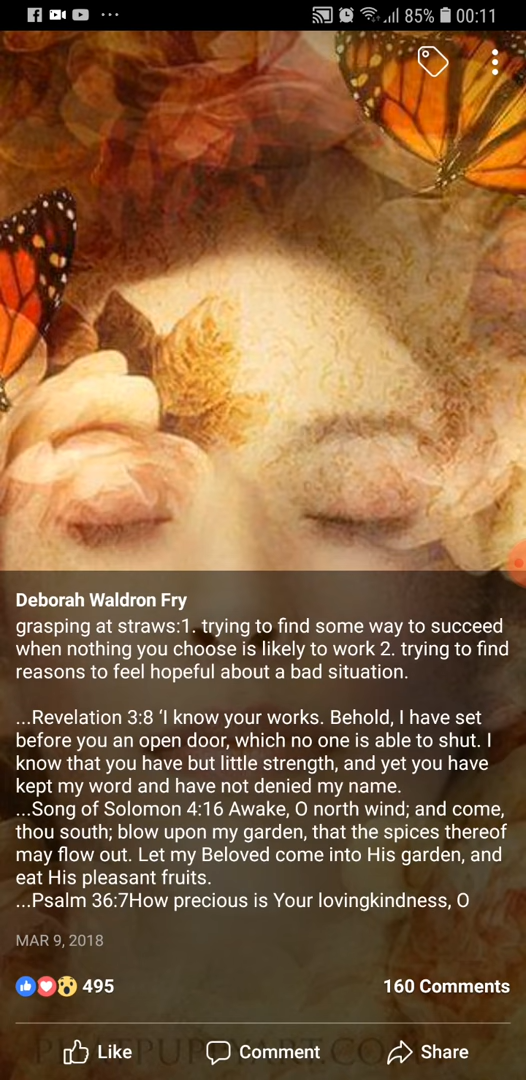 85% 00:11
Deborah Waldron Fry
grasping at straws:1. trying to find some way to succeed
when nothing you choose is likely to work 2. trying to find
reasons to feel hopeful about a bad situation.
...Revelation 3:8 ‘I know your works. Behold, I have set
before you an open door, which no one is able to shut. I
know that you have but little strength, and yet you have
kept my word and have not denied my name.
...Song of Solomon 4:16 Awake, O north wind; and come,
thou south; blow upon my garden, that the spices thereof
may flow out. Let my Beloved come into His garden, and
eat His pleasant fruits.
...Psalm 36:7How precious is Your lovingkindness, O
MAR 9, 2018
495 160 Comments
Like Comment Share